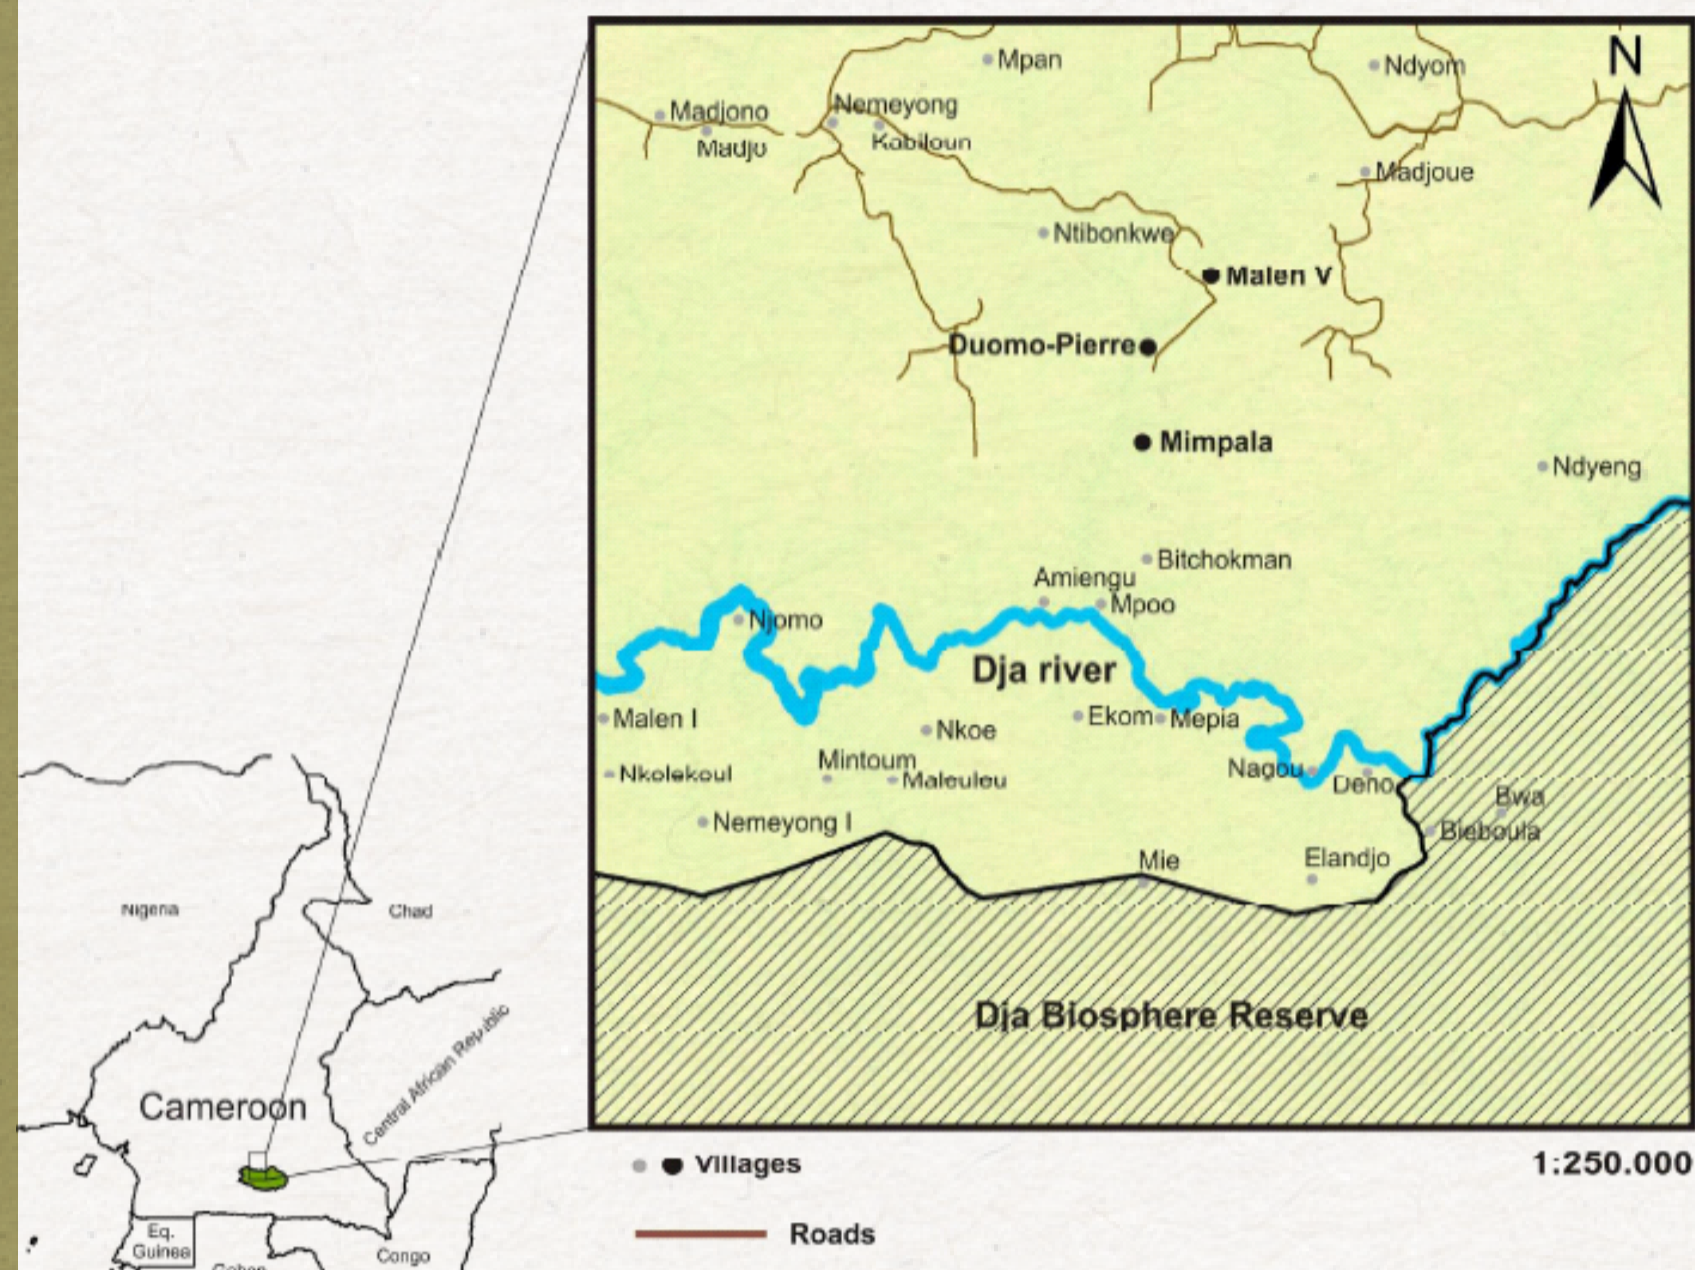 N
Mpan
Ndyom
Madjono
Nemeyong
Madju
Kabiloun
Madjoue
Ntibonkwe
Malen V
Duomo-Pierre
Mimpala
Ndyeng
Bitchokman
Amiengu
Mpoo
Njomo
Dja river
Malen I
Ekom
Mepia
Nkoe
Mintoum
Nkolekoul
Maleuleu
Nagou
Deno
Bwa
Nemeyong I
Bieboula
Mie
Elandjo
Dja Biosphere Reserve
Nigeria
Chad
Central African Republic
Cameroon
Eq.
Guinea
Congo
Villages
1:250.000
Roads